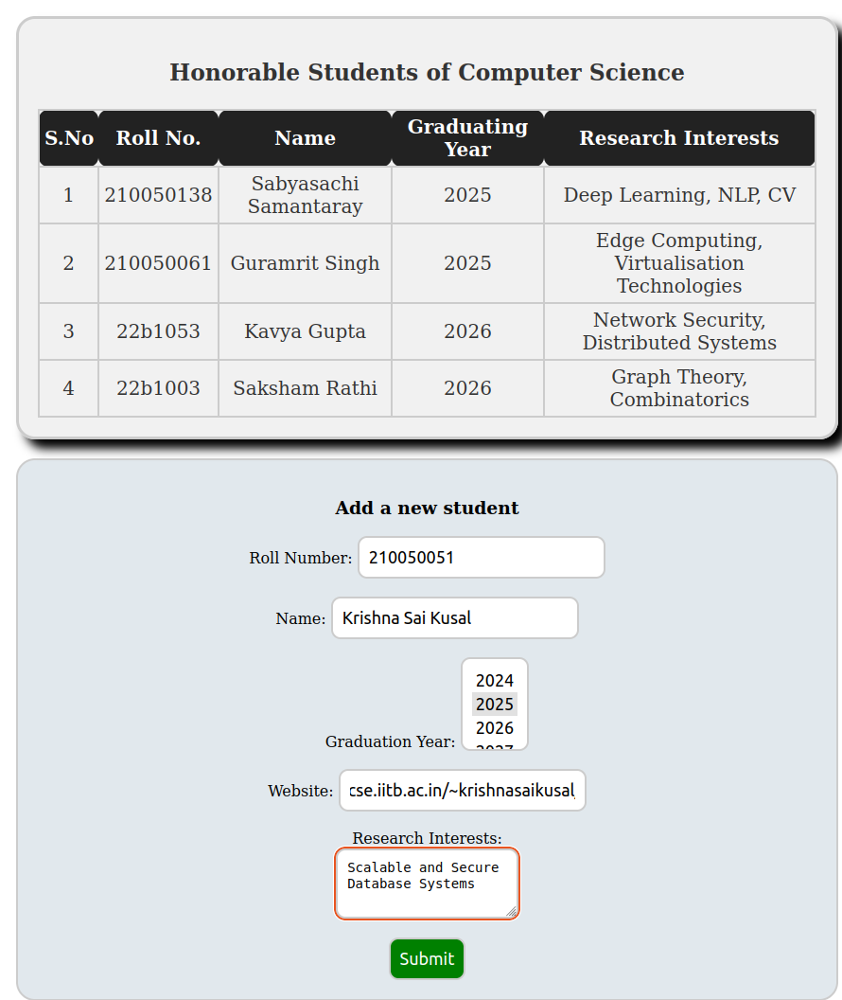 Honorable Students of Computer Science
S.No Roll No. Name Graduating Year Research Interests
1 210050138 Sabyasachi Samantaray 2025 Deep Learning, NLP, CV
2 210050061 Guramrit Singh 2025 Edge Computing, Virtualisation Technologies
3 22b1053 Kavya Gupta 2026 Network Security, Distributed Systems
4 22b1003 Saksham Rathi 2026 Graph Theory, Combinatorics
Add a new student
Roll Number: 210050051
Name: Krishna Sai Kusal
2024
2025
2026
Graduation Year: 2027
Website: cse.iitb.ac.in/~krishnasaikusal
Research Interests:
Scalable and Secure
Database Systems
Submit